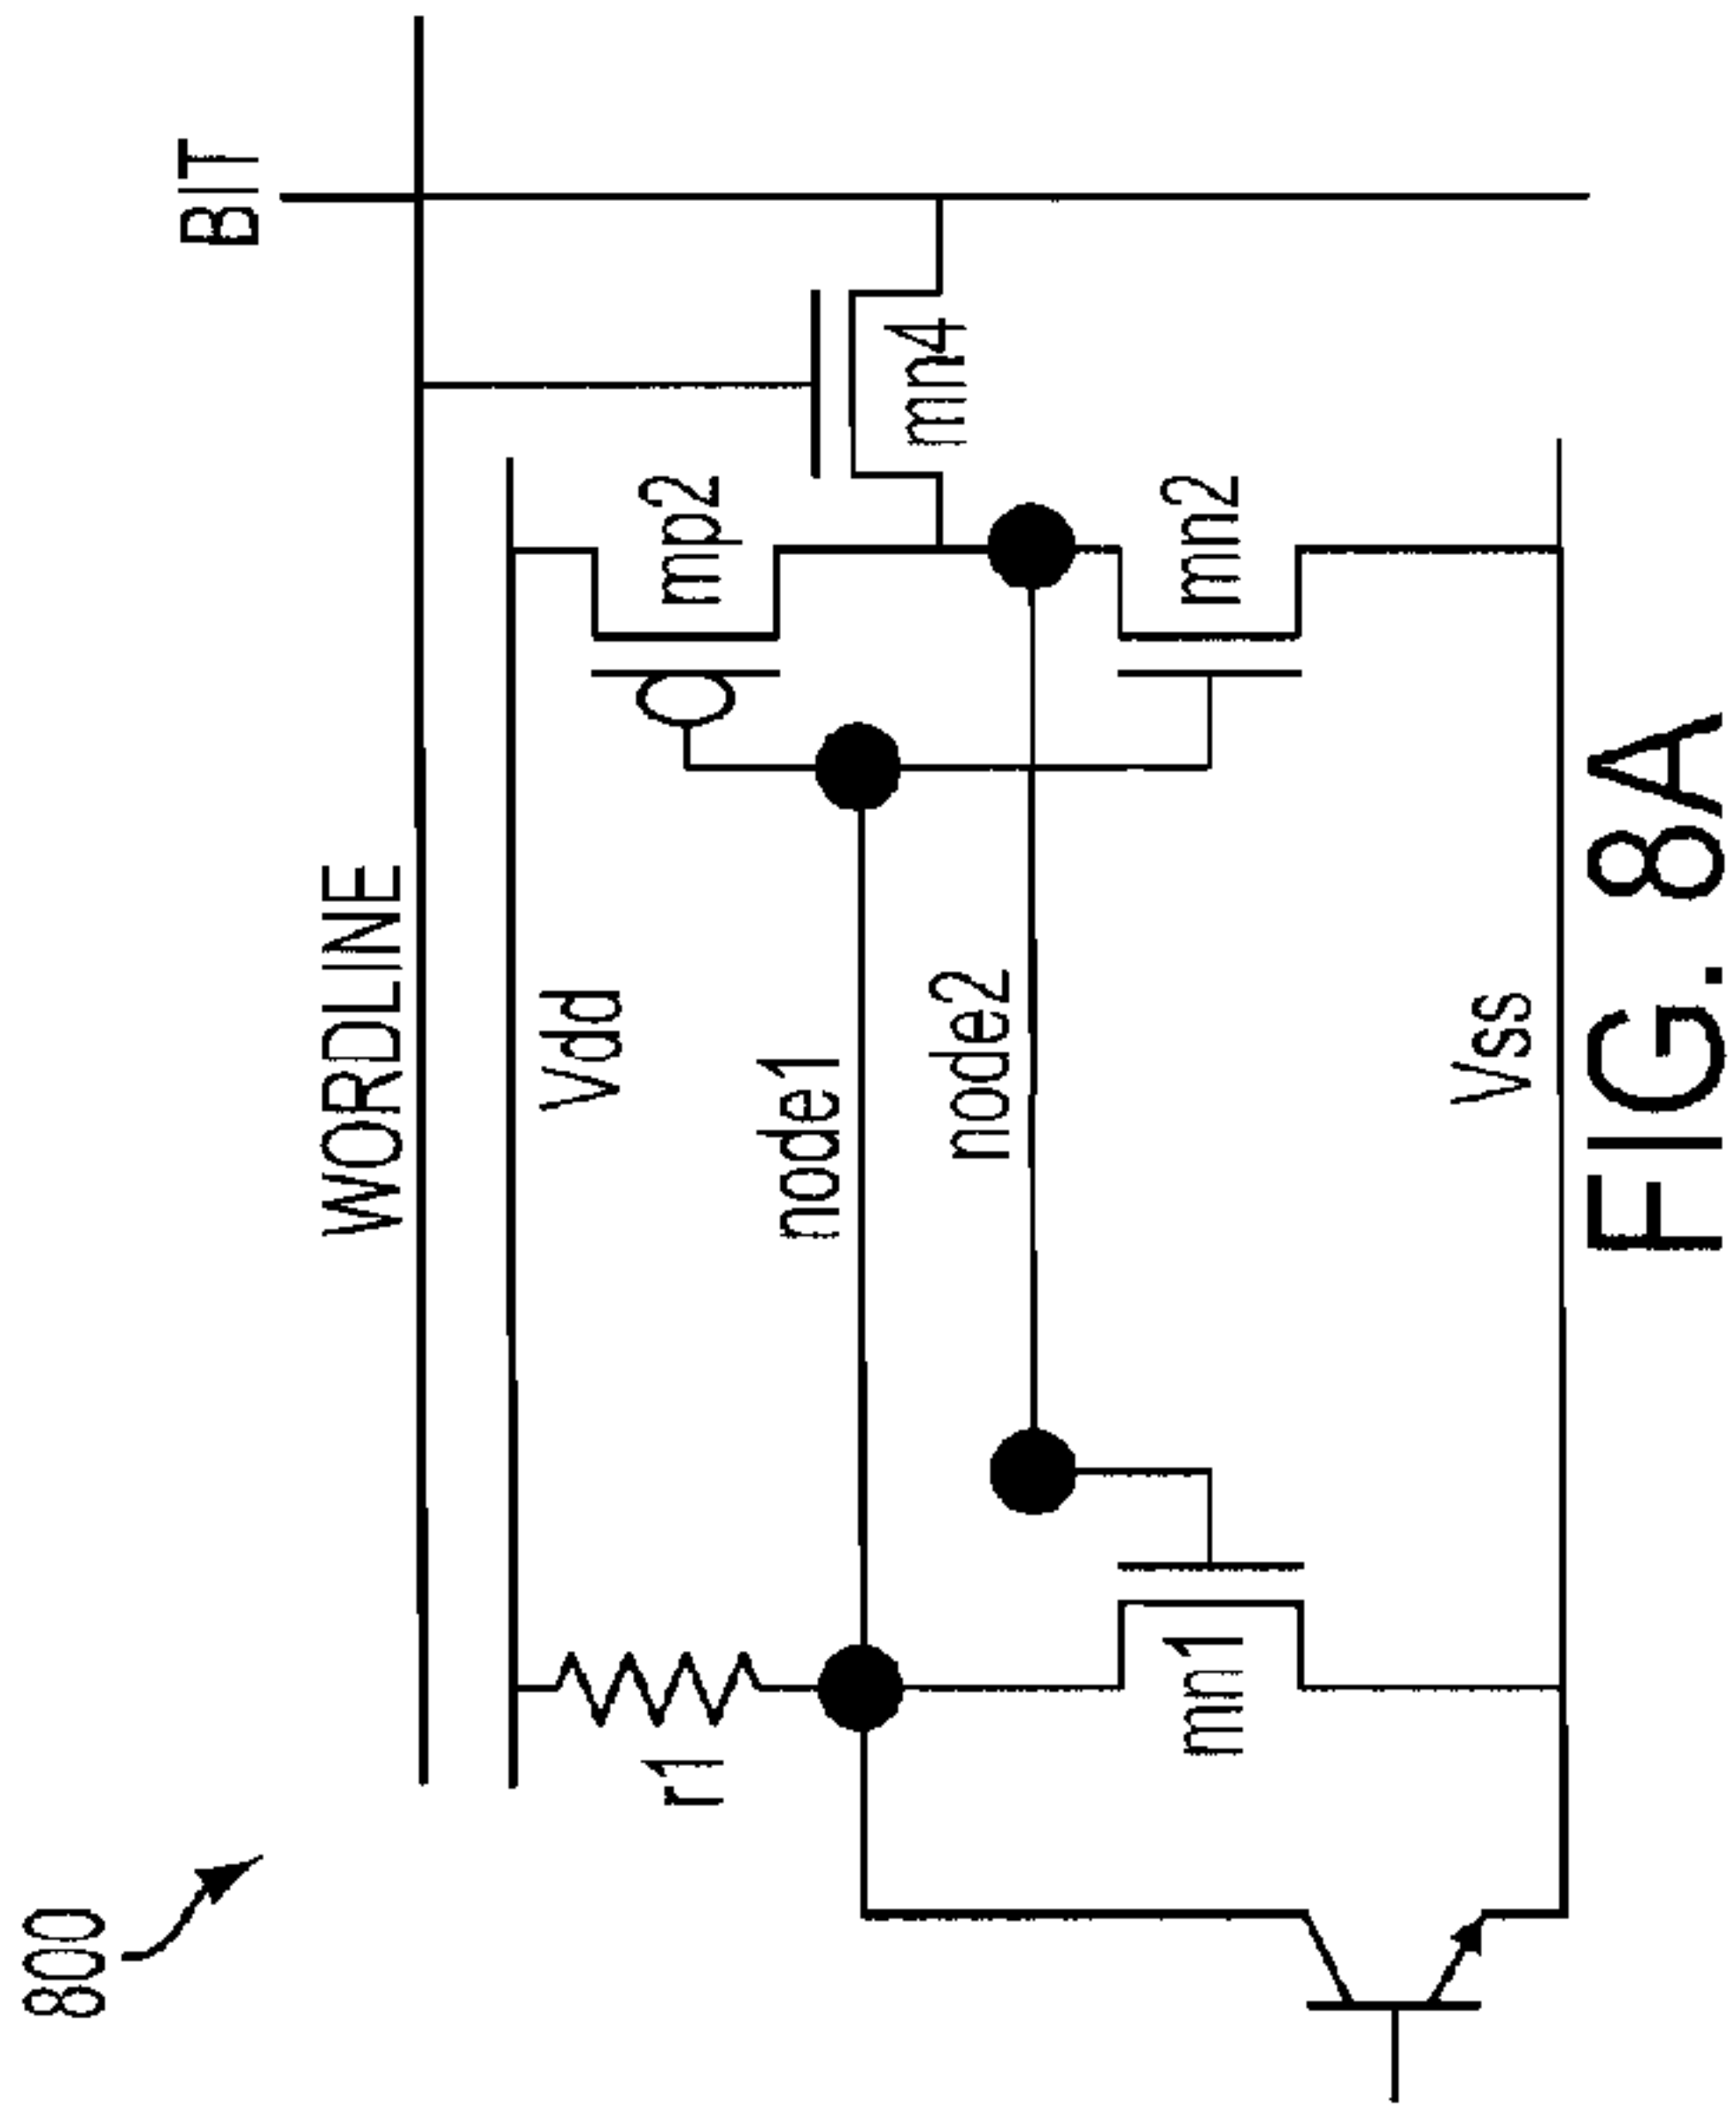 800
WORDLINE
BIT
Vdd
r1
mp2
node1
mn4
node2
mn1
mn2
Vss
FIG. 8A